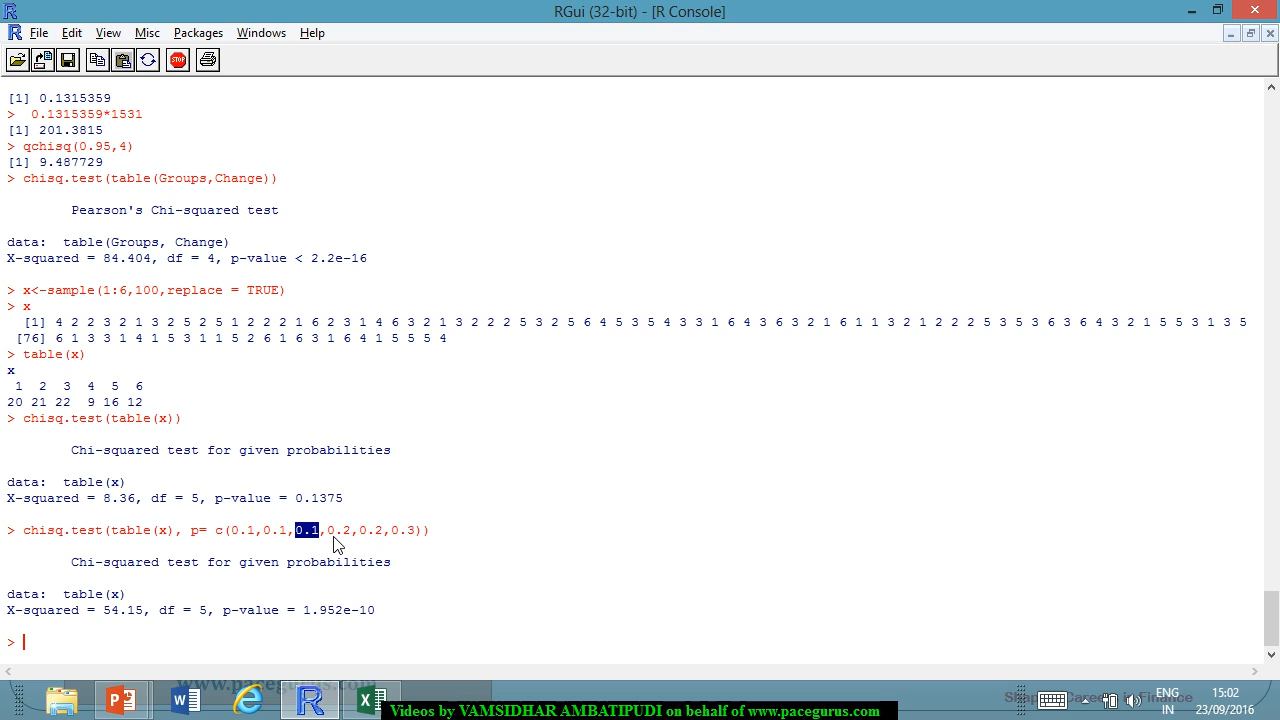 RGui (32-bit) - [R Console]
File Edit View Misc Packages Windows Help
STOP
[1] 0.1315359
>  0.1315359*1531
[1] 201.3815
> qchisq(0.95,4)
[1] 9.487729
> chisq.test(table(Groups,Change))
Pearson's Chi-squared test
data:  table(Groups, Change)
X-squared = 84.404, df = 4, p-value < 2.2e-16
> x<-sample(1:6,100,replace = TRUE)
> x
[1] 4 2 2 3 2 1 3 2 5 2 5 1 2 2 2 1 6 2 3 1 4 6 3 2 1 3 2 2 2 5 3 2 5 6 4 5 3 5 4 3 3 1 6 4 3 6 3 2 1 6 1 1 3 2 1 2 2 2 5 3 5 3 6 3 6 4 3 2 1 5 5 3 1 3 5
[76] 6 1 3 3 1 4 1 5 3 1 1 5 2 6 1 6 3 1 6 4 1 5 5 5 4
> table(x)
x
1 2 3 4 5 6
20 21 22 9 16 12
> chisq.test(table(x))
Chi-squared test for given probabilities
data:  table(x)
X-squared = 8.36, df = 5, p-value = 0.1375
> chisq.test(table(x), p= c(0.1,0.1,0.1,0.2,0.2,0.3))
Chi-squared test for given probabilities
data:  table(x)
X-squared = 54.15, df = 5, p-value = 1.952e-10
>
www.pacegurus.com
ENG
IN
15:02
23/09/2016
Videos by VAMSIDHAR AMBATIPUDI on behalf of www.pacegurus.com